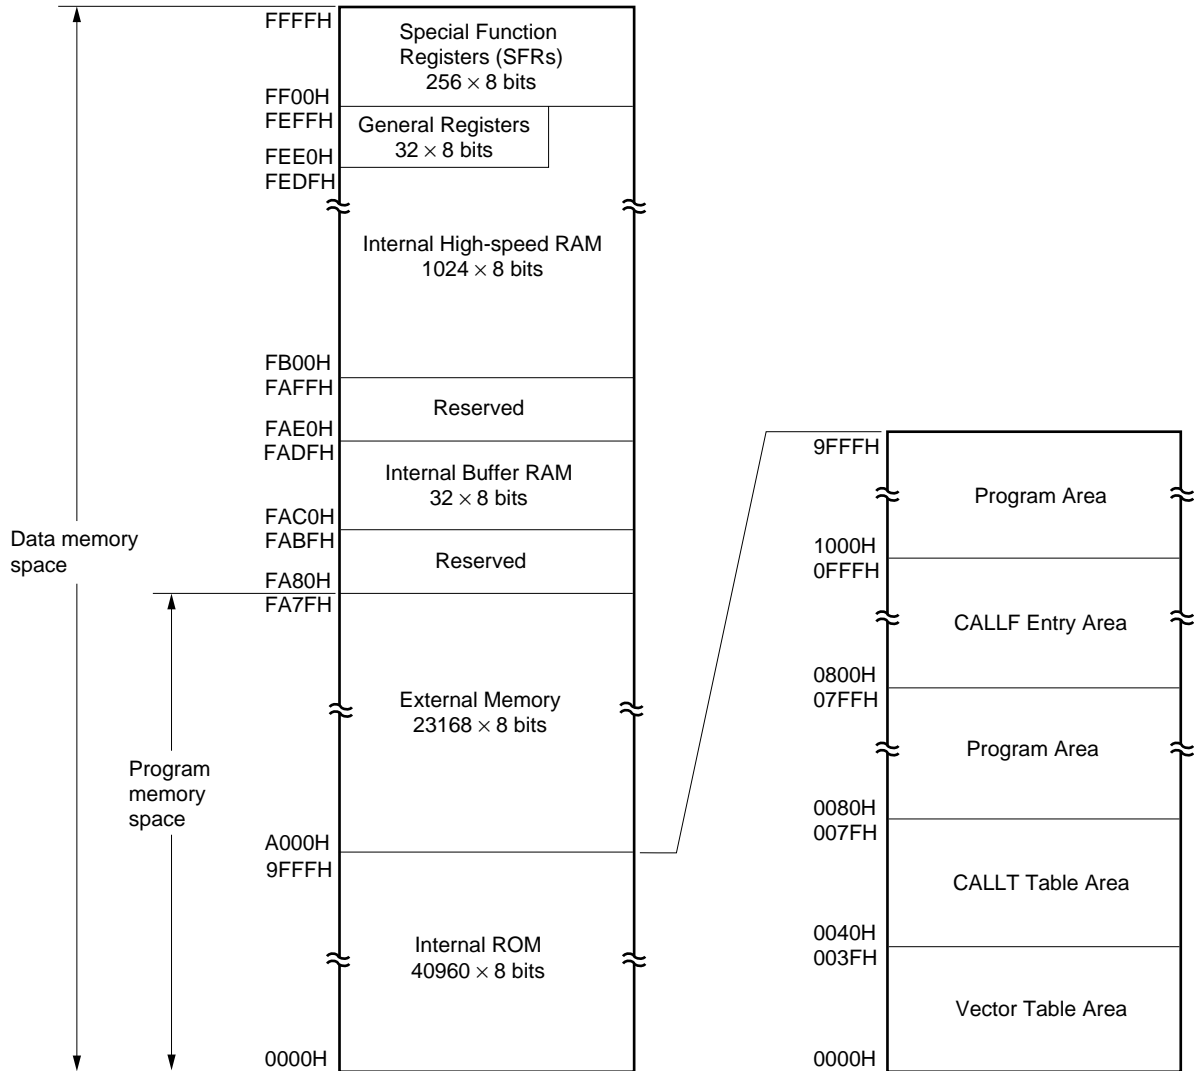 FFFFH
Special Function
Registers (SFRs)
256 × 8 bits
FF00H
FEFFH
General Registers
32 × 8 bits
FEE0H
FEDFH
Internal High-speed RAM
1024 × 8 bits
FB00H
FAFFH
Reserved
FAE0H
FADFH
Internal Buffer RAM
32 × 8 bits
FAC0H
FABFH
Reserved
FA80H
FA7FH
Data memory
space
External Memory
23168 × 8 bits
Program
memory
space
A000H
9FFFH
Internal ROM
40960 × 8 bits
0000H
9FFFH
Program Area
1000H
0FFFH
CALLF Entry Area
0800H
07FFH
Program Area
0080H
007FH
CALLT Table Area
0040H
003FH
Vector Table Area
0000H